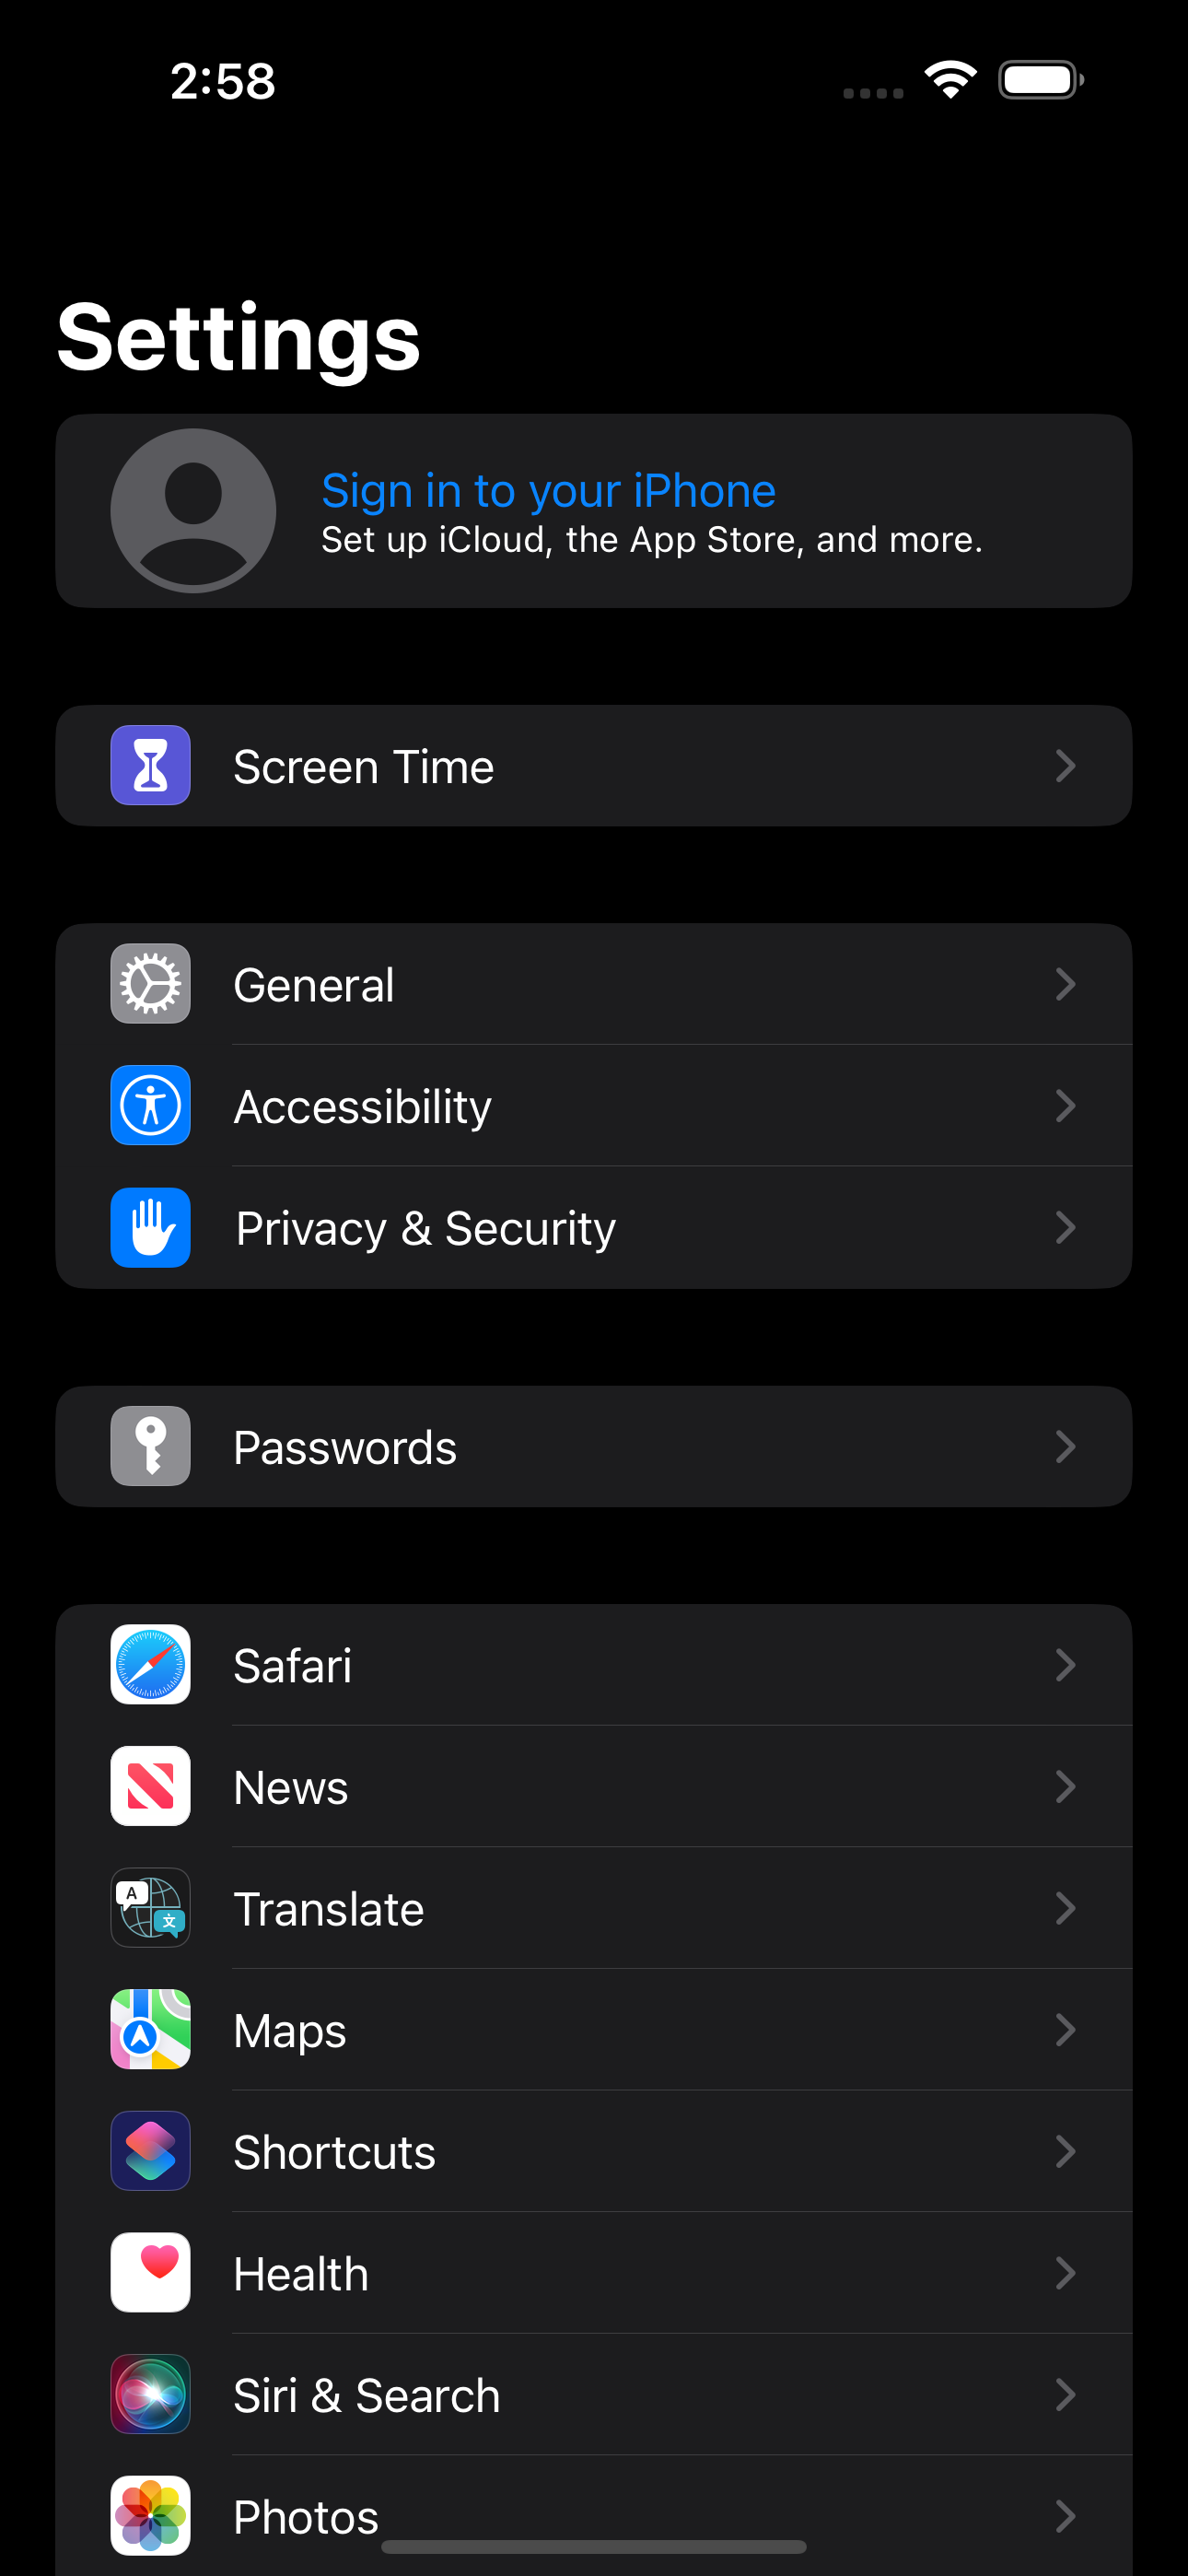 2:58
Settings
Sign in to your iPhone
Set up iCloud, the App Store, and more.
Screen Time
General
Accessibility
Privacy & Security
Passwords
Safari
News
A
文
Translate
Maps
Shortcuts
Health
Siri & Search
Photos